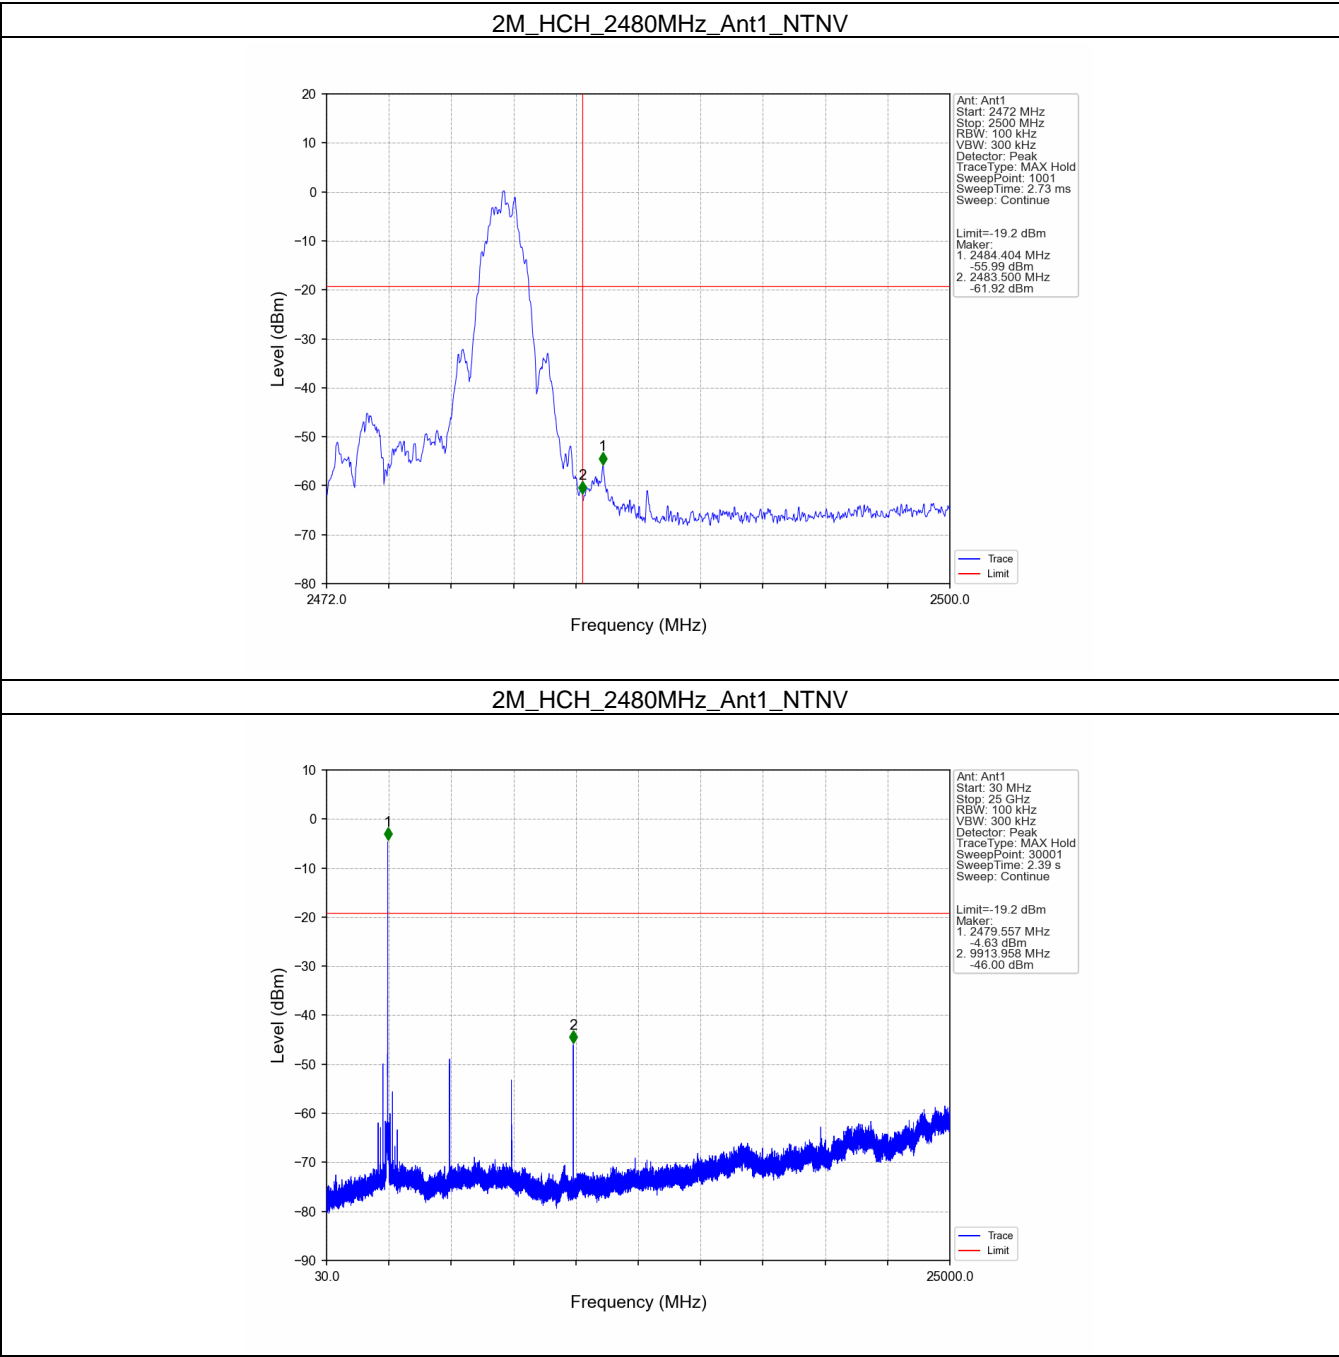 2M_HCH_2480MHz_Ant1_NTNV
20
10
0
−10
−20
−30
−40
−50
−60
−70
−80
Level (dBm)
1
2
2472.0
2500.0
Frequency (MHz)
Ant: Ant1
Start: 2472 MHz
Stop: 2500 MHz
RBW: 100 kHz
VBW: 300 kHz
Detector: Peak
TraceType: MAX Hold
SweepPoint: 1001
SweepTime: 2.73 ms
Sweep: Continue
Limit=-19.2 dBm
Maker:
1. 2484.404 MHz
-55.99 dBm
2. 2483.500 MHz
-61.92 dBm
Trace
Limit
2M_HCH_2480MHz_Ant1_NTNV
10
0
−10
−20
−30
−40
−50
−60
−70
−80
−90
Level (dBm)
1
2
30.0
25000.0
Frequency (MHz)
Ant: Ant1
Start: 30 MHz
Stop: 25 GHz
RBW: 100 kHz
VBW: 300 kHz
Detector: Peak
TraceType: MAX Hold
SweepPoint: 30001
SweepTime: 2.39 s
Sweep: Continue
Limit=-19.2 dBm
Maker:
1. 2479.557 MHz
-4.63 dBm
2. 9913.958 MHz
-46.00 dBm
Trace
Limit